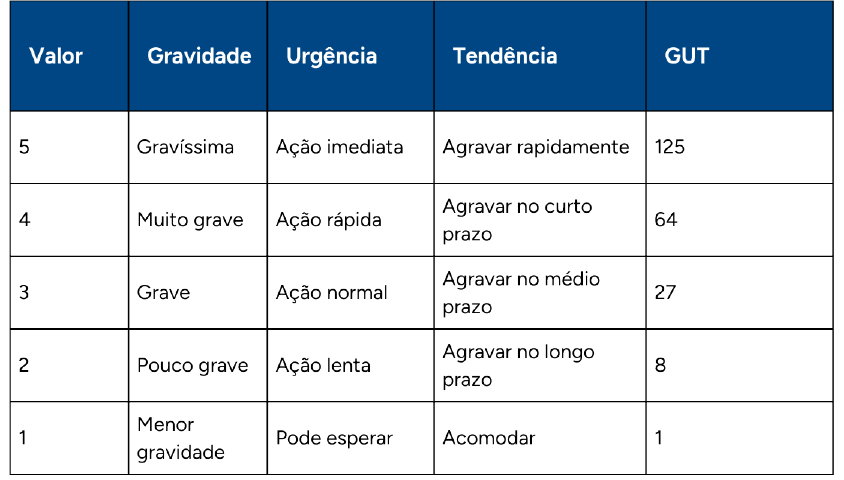 Valor Gravidade Urgência Tendência GUT
5 Gravíssima Ação imediata Agravar rapidamente 125
4 Muito grave Ação rápida Agravar no curto prazo 64
3 Grave Ação normal Agravar no médio prazo 27
2 Pouco grave Ação lenta Agravar no longo prazo 8
1 Menor gravidade Pode esperar Acomodar 1